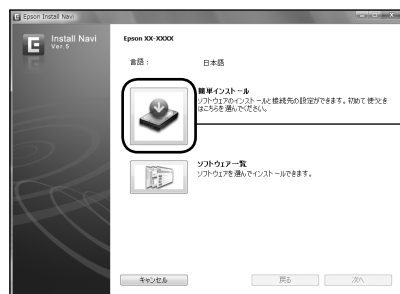 Epson Install Navi
Install Navi
Ver.5
Epson XX-XXXX
言語： 日本語
簡単インストール
ソフトウェアのインストールと接続先の設定ができます。初めて使うとき
はこちらを選んでください。
ソフトウェア一覧
ソフトウェアを選んでインストールできます。
キャンセル 戻る 次へ